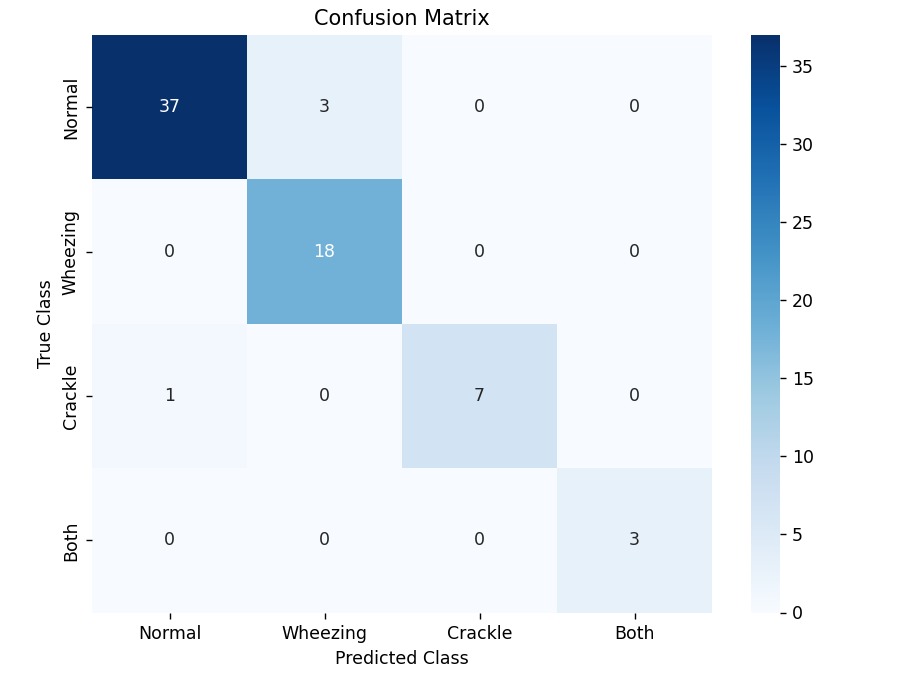 Confusion Matrix
Normal 37 3 0 0
Wheezing 0 18 0 0
Crackle 1 0 7 0
Both 0 0 0 3
True Class
Normal Wheezing Crackle Both
Predicted Class
35
30
25
20
15
10
5
0